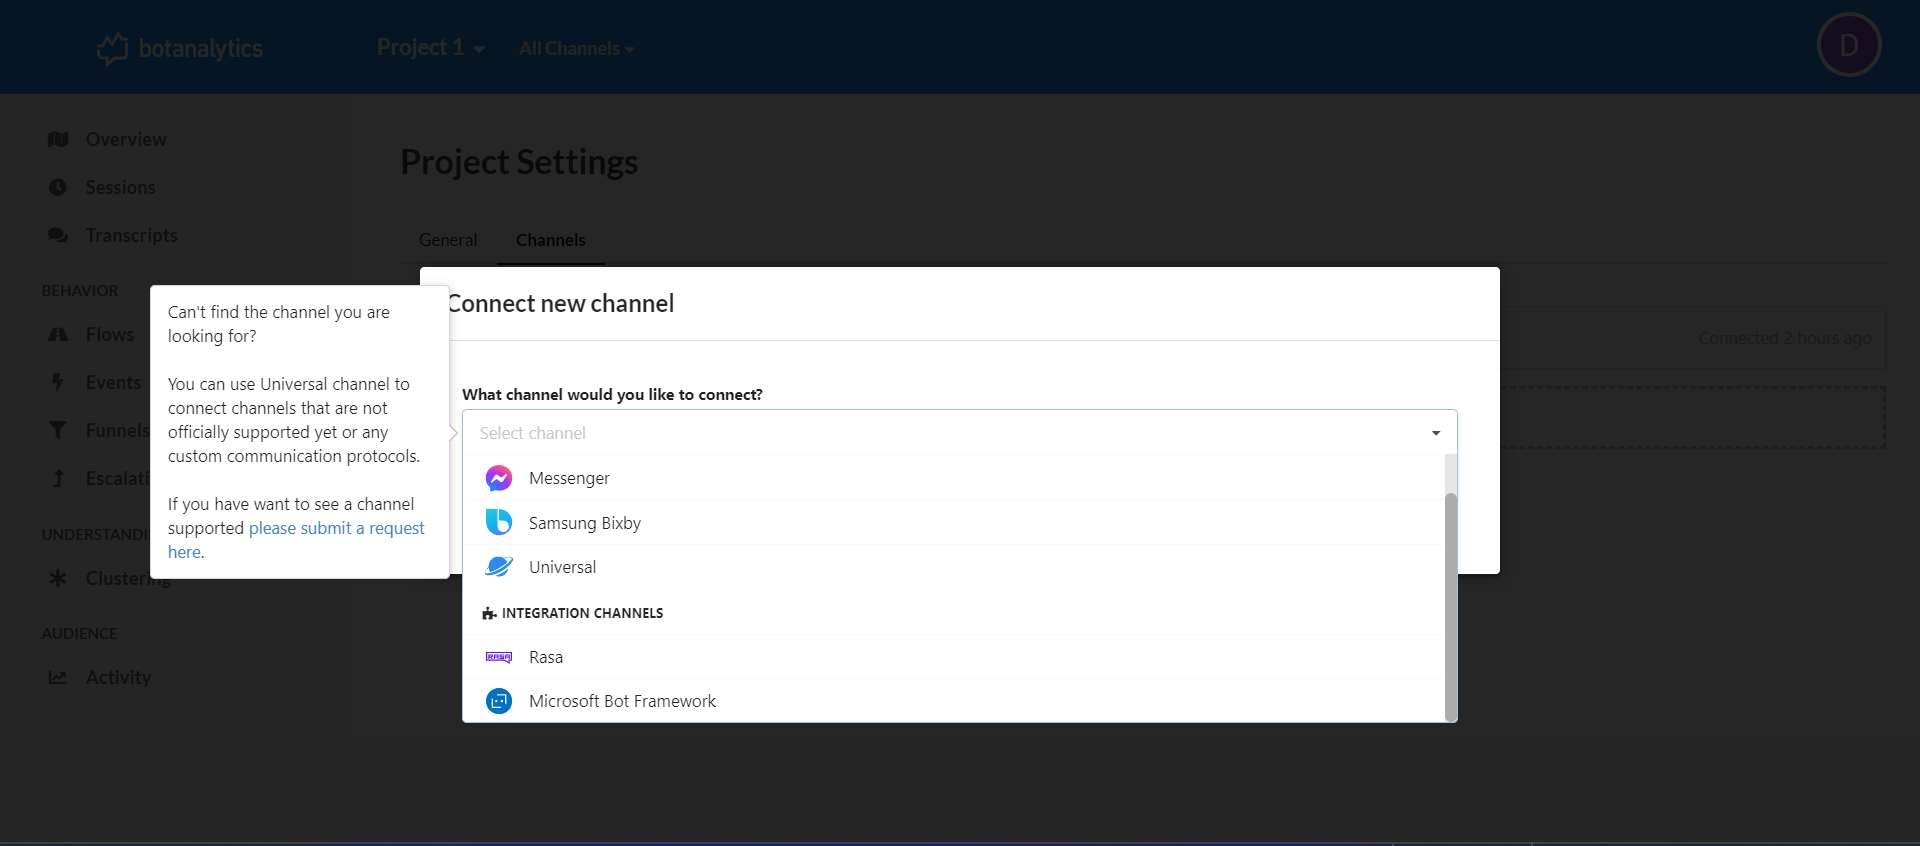 botanalytics
Project 1
All Channels
D
Overview
Sessions
Transcripts
BEHAVIOR
Flows
Events
Funnels
UNDERSTANDI
Clustering
AUDIENCE
Activity
Project Settings
General
Channels
Connected 2 hours ago
Can't find the channel you are
looking for?
You can use Universal channel to
connect channels that are not
officially supported yet or any
custom communication protocols.
If you have want to see a channel
supported please submit a request
here.
Connect new channel
What channel would you like to connect?
Select channel
Messenger
Samsung Bixby
Universal
INTEGRATION CHANNELS
RASA Rasa
Microsoft Bot Framework